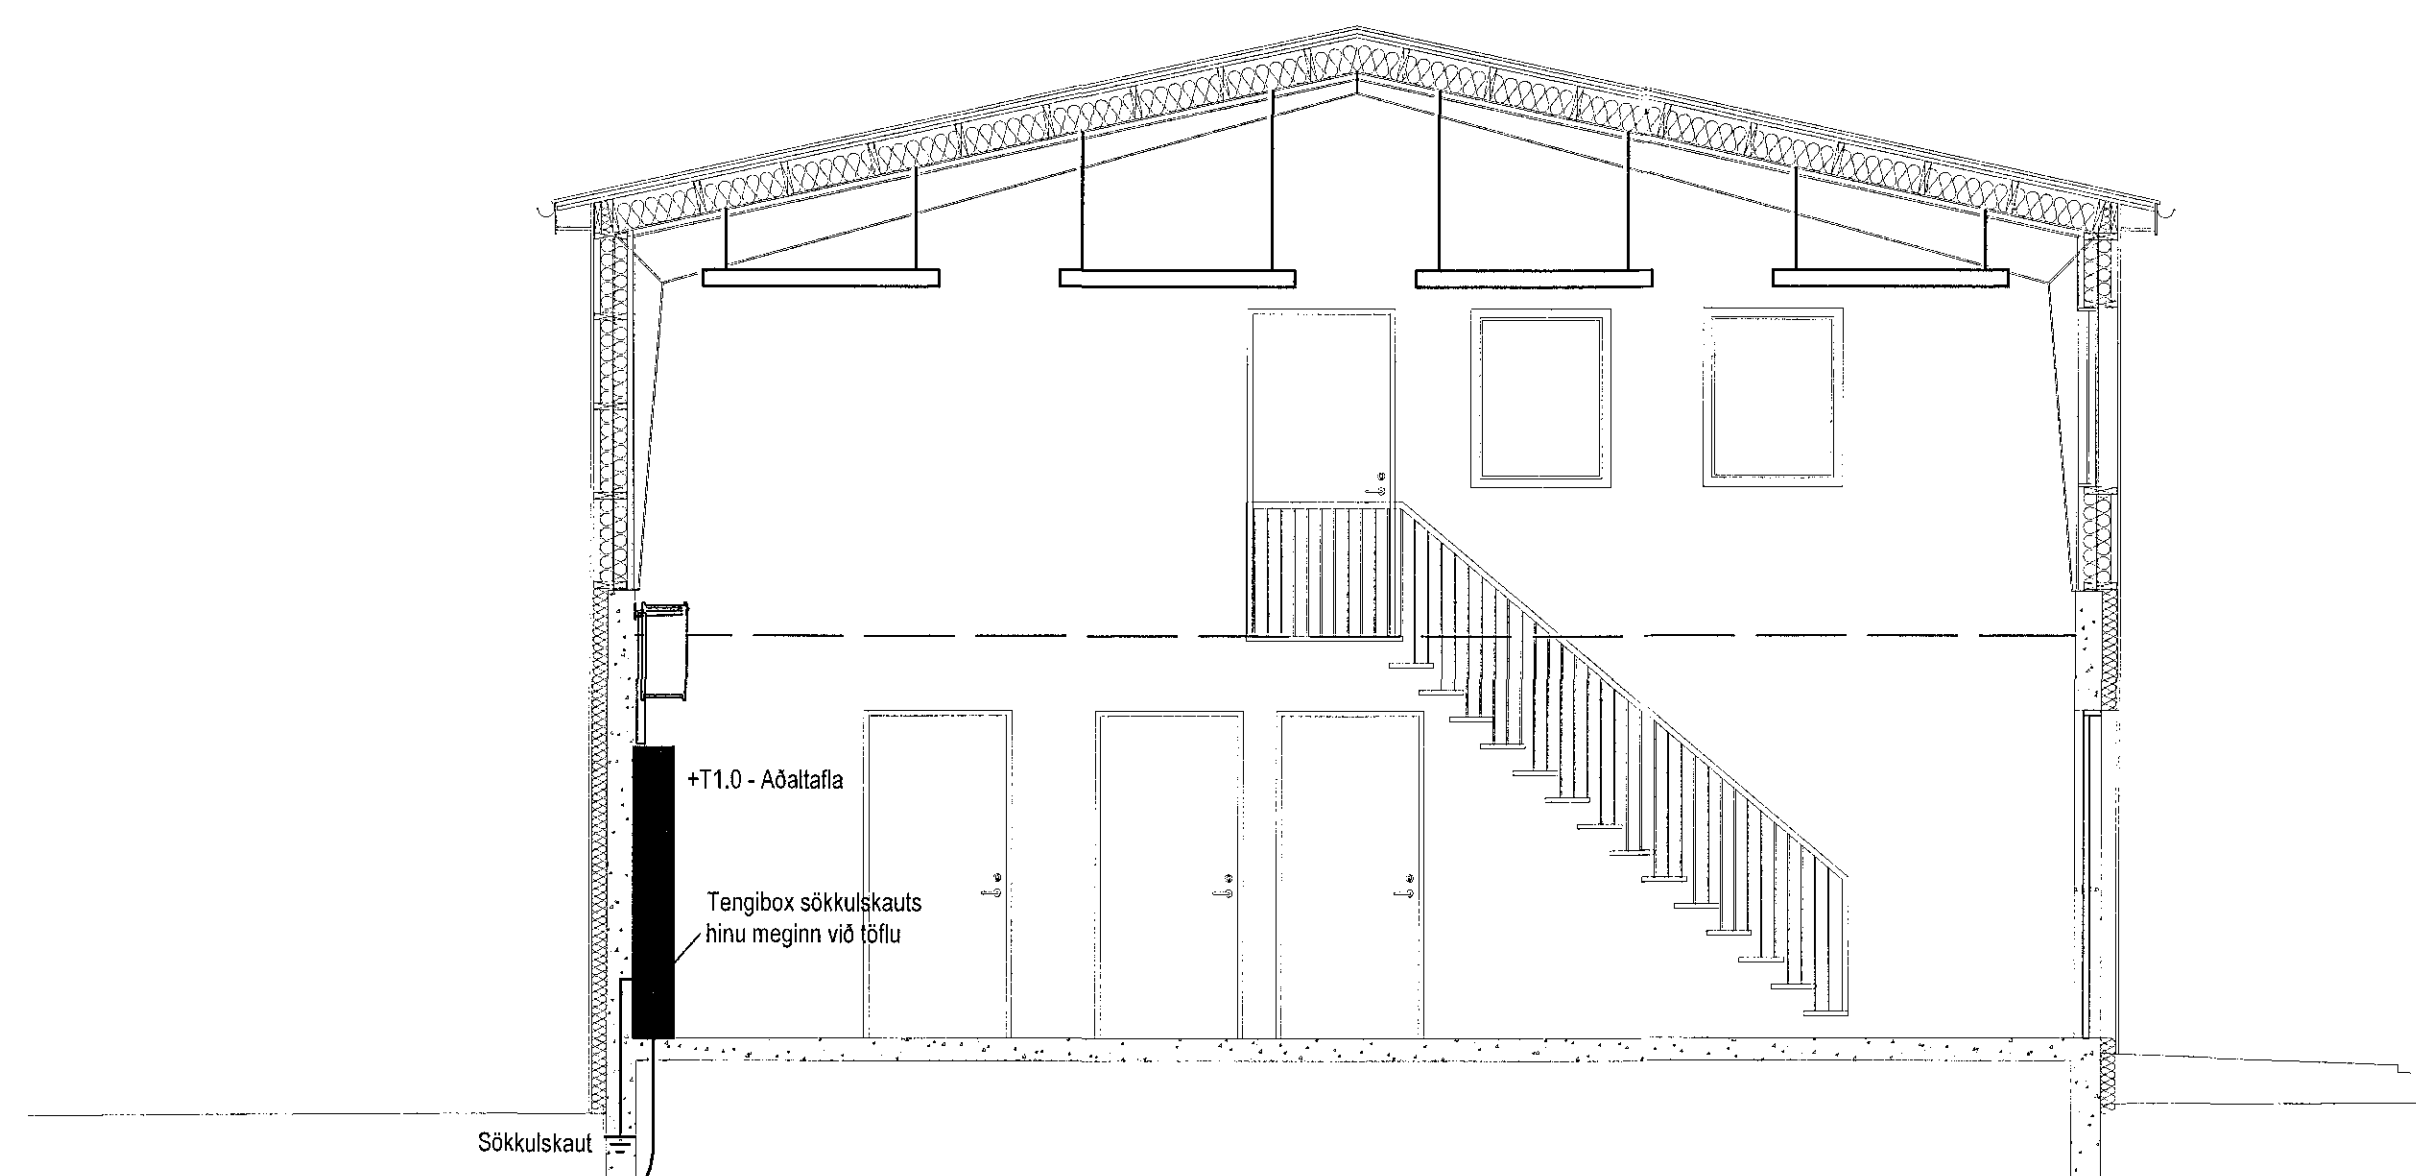 +T1.0 - Aðaltafla
Tengibox sökkulskauts
hinu meginn við töflu
Sökkulskaut